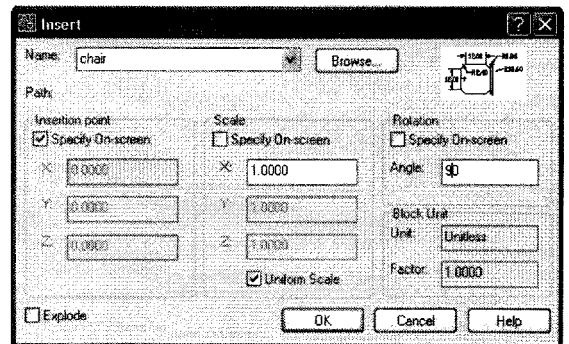 Insert
Name: chair Browse...
Path:
Insertion point
Specify On-screen
X: 0.0000
Y: 0.0000
Z: 0.0000
Scale
Specify On-screen
X: 1.0000
Y: 1.0000
Z: 1.0000
Uniform Scale
Rotation
Specify On-screen
Angle: 90
Block Unit
Unit: Unitless
Factor: 1.0000
Explode
OK Cancel Help